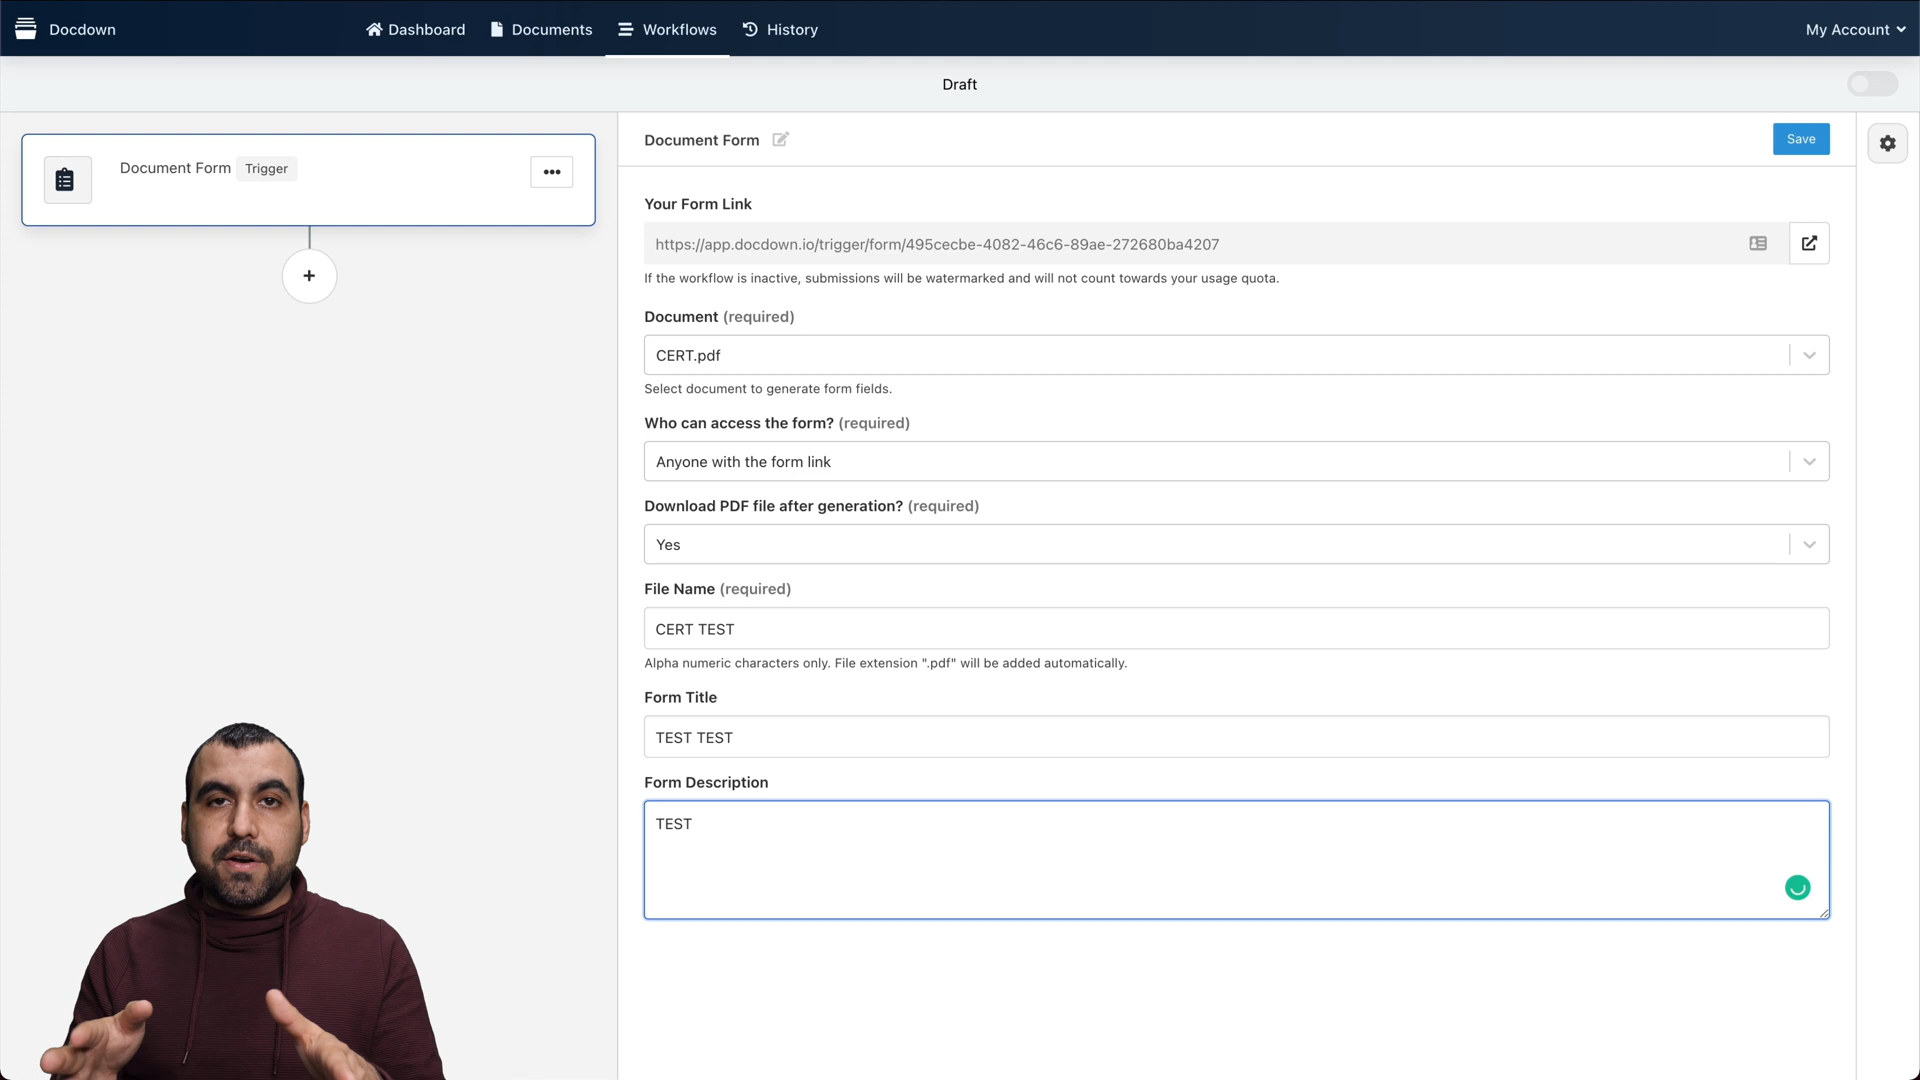 Docdown
Dashboard
Documents
Workflows
History
My Account
Draft
Document Form Trigger
Document Form
Save
Your Form Link
https://app.docdown.io/trigger/form/495cecbe-4082-46c6-89ae-272680ba4207
If the workflow is inactive, submissions will be watermarked and will not count towards your usage quota.
Document (required)
CERT.pdf
Select document to generate form fields.
Who can access the form? (required)
Anyone with the form link
Download PDF file after generation? (required)
Yes
File Name (required)
CERT TEST
Alpha numeric characters only. File extension ".pdf" will be added automatically.
Form Title
TEST TEST
Form Description
TEST